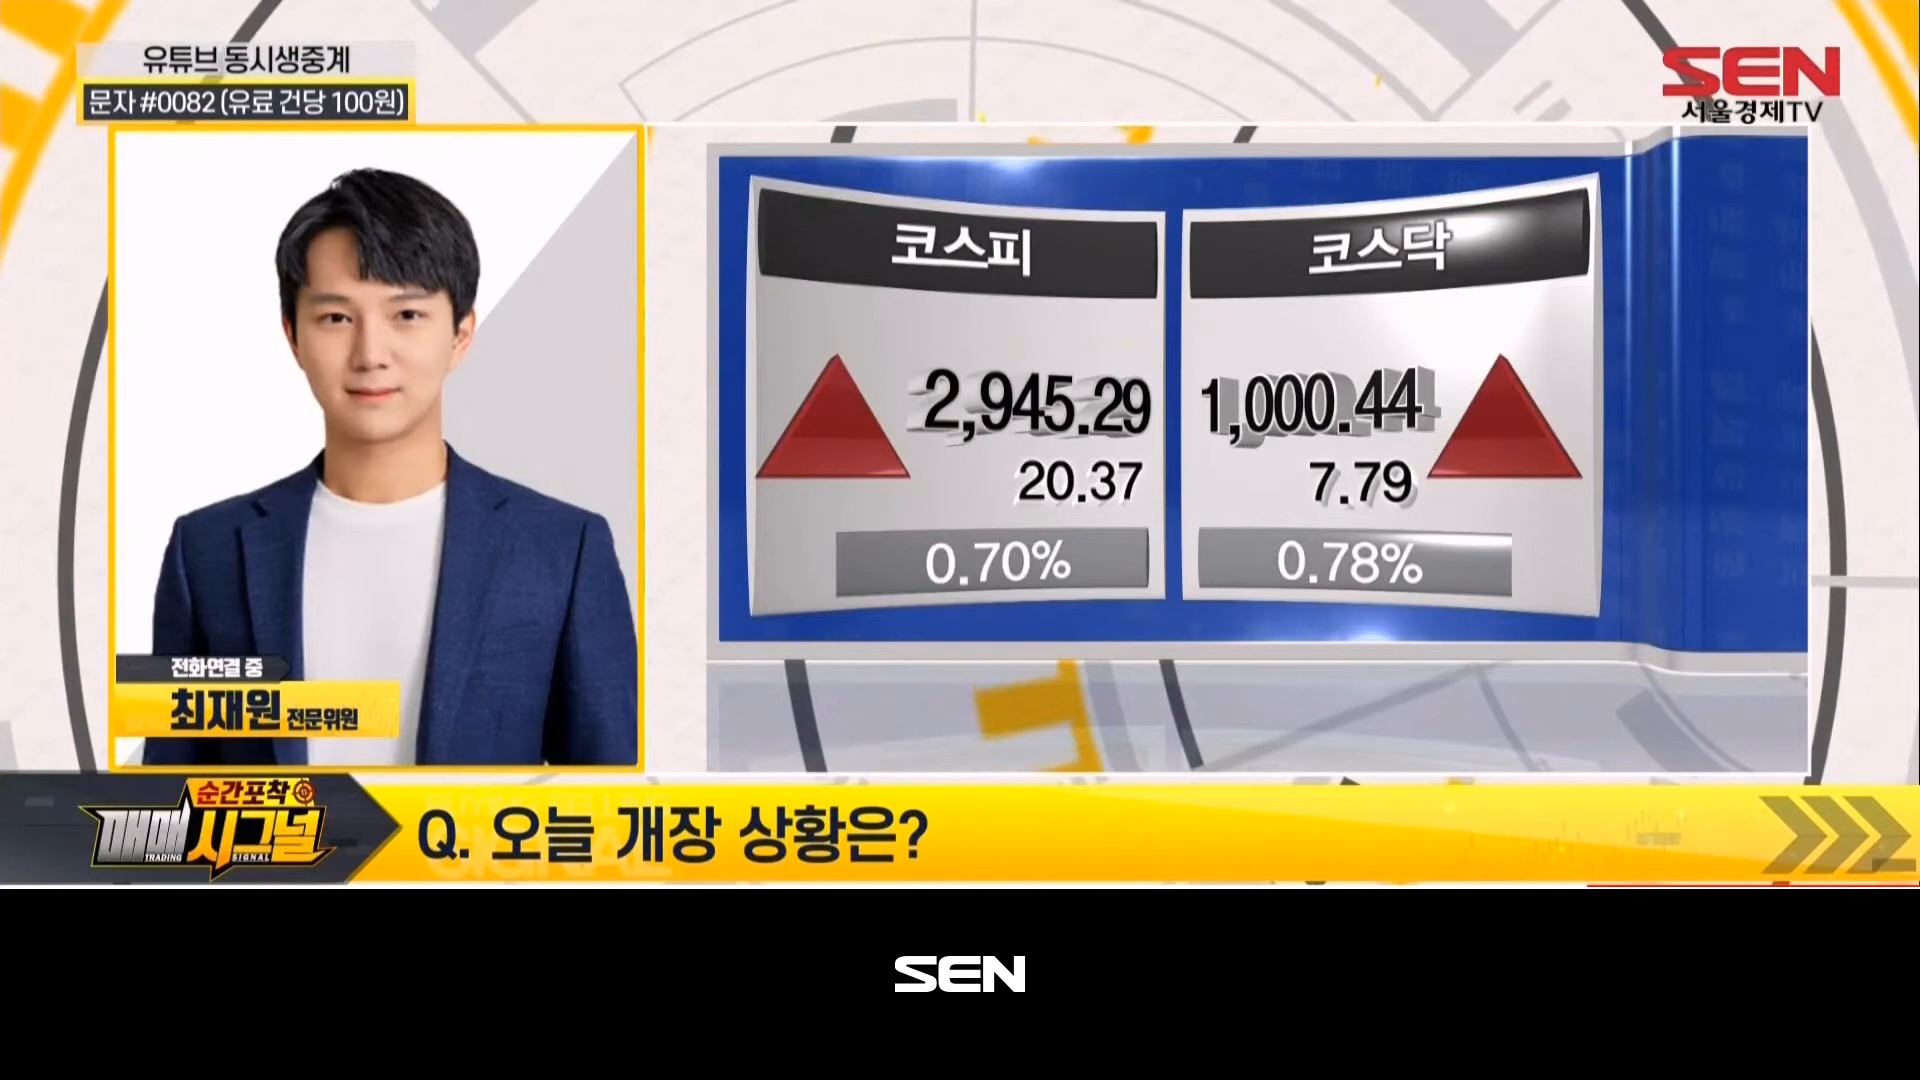 유튜브 동시생중계
문자 #0082 (유료 건당 100원)
SEN
서울경제TV
코스피
2,945.29
20.37
0.70%
코스닥
1,000.44
7.79
0.78%
전화연결 중
최재원 전문위원
순간포착
매매 시그널
TRADING SIGNAL
Q. 오늘 개장 상황은?
SEN